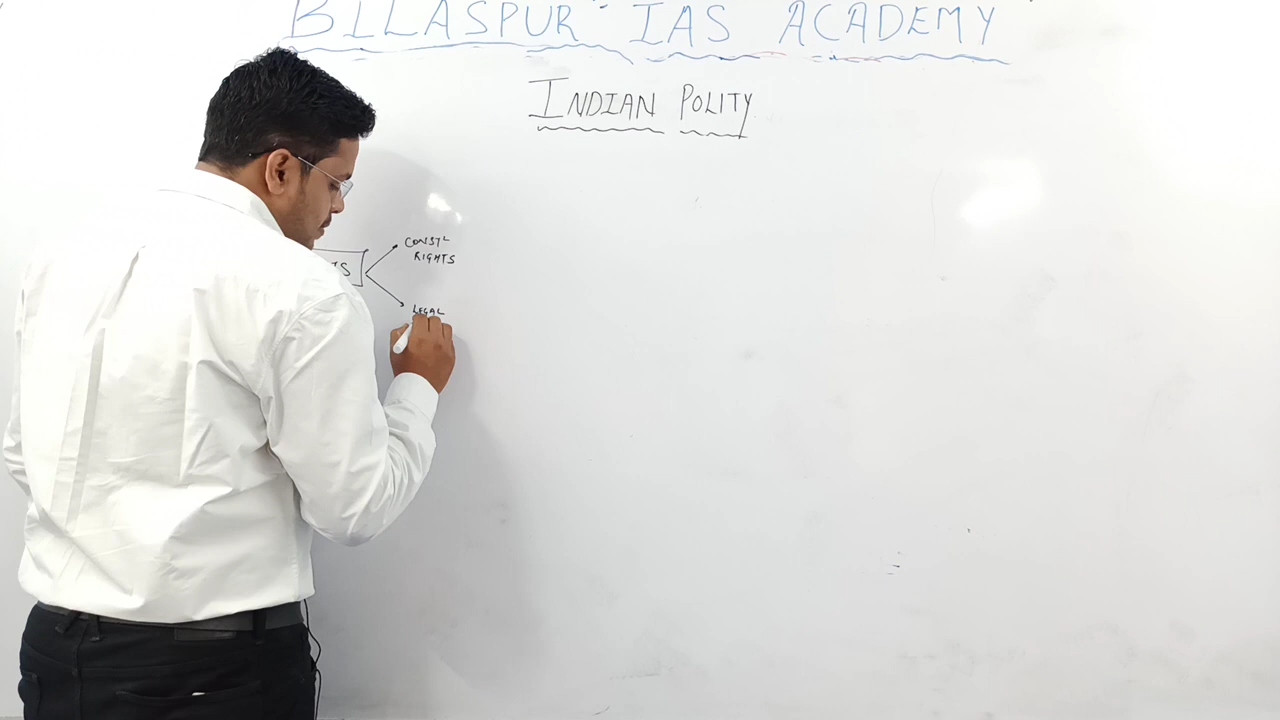 BILASPUR IAS ACADEMY
INDIAN POLITY
CONSTL
RIGHTS
LEGAL